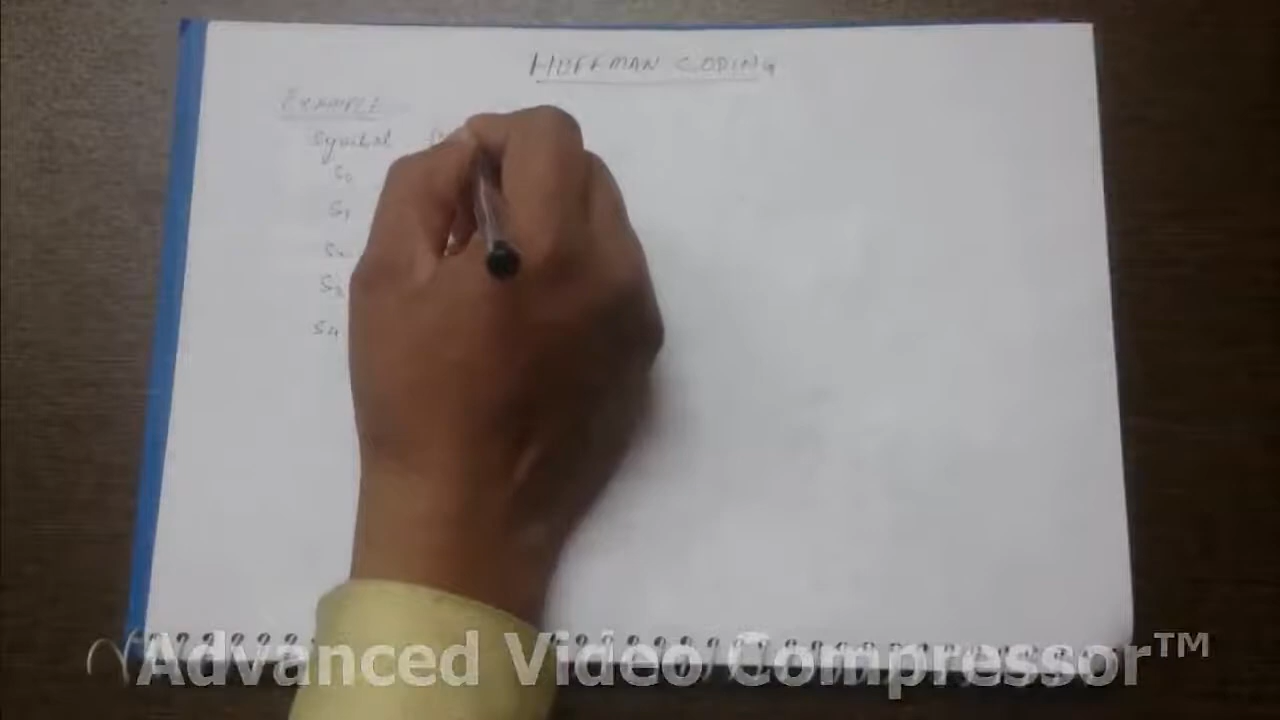 HUFFMAN CODING
EXAMPLE
Symbol
S0
S1
S2
S3
S4
Advanced Video Compressor™